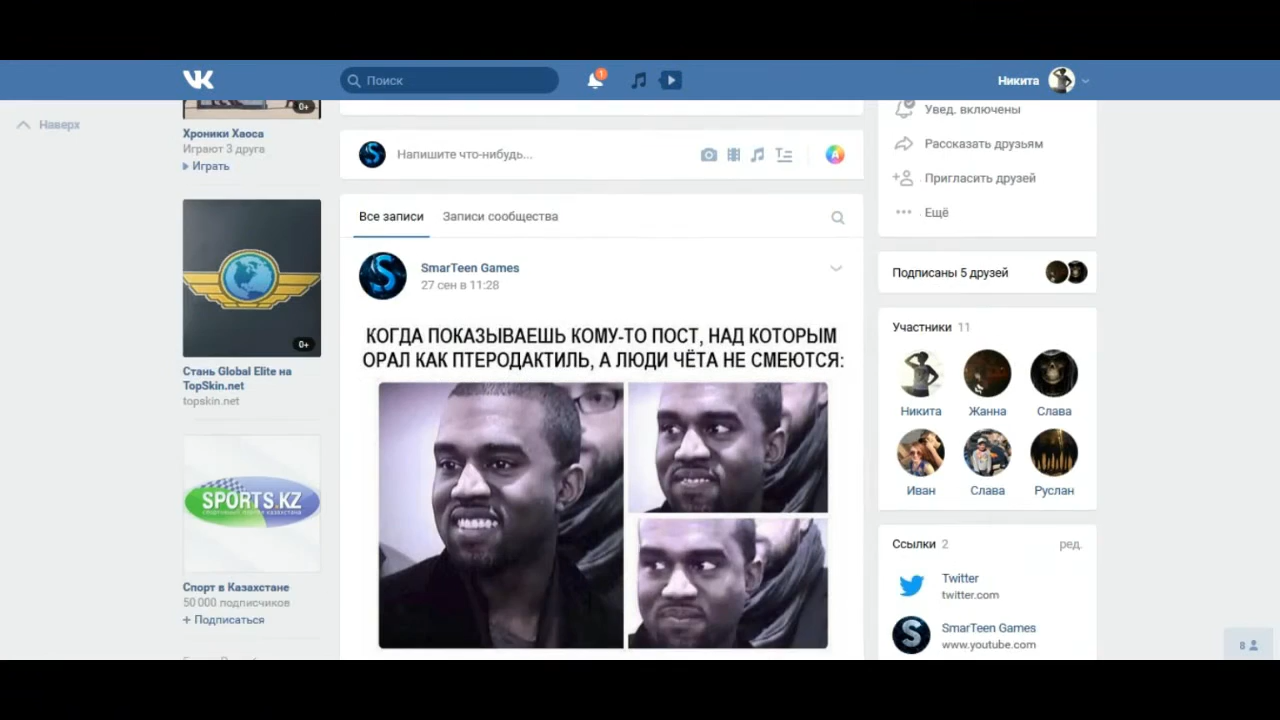 Поиск
1
Никита
Наверх
0+
Хроники Хаоса
Играют 3 друга
Играть
0+
Стань Global Elite на
TopSkin.net
topskin.net
SPORTS.KZ
Спорт в Казахстане
50 000 подписчиков
+ Подписаться
Напишите что-нибудь...
Все записи
Записи сообщества
SmarTeen Games
27 сен в 11:28
КОГДА ПОКАЗЫВАЕШЬ КОМУ-ТО ПОСТ, НАД КОТОРЫМ
ОРАЛ КАК ПТЕРОДАКТИЛЬ, А ЛЮДИ ЧЁТА НЕ СМЕЮТСЯ:
Увед. включены
Рассказать друзьям
Пригласить друзей
Ещё
Подписаны 5 друзей
Участники 11
Никита Жанна Слава
Иван Слава Руслан
Ссылки 2 ред.
Twitter
twitter.com
SmarTeen Games
www.youtube.com
8